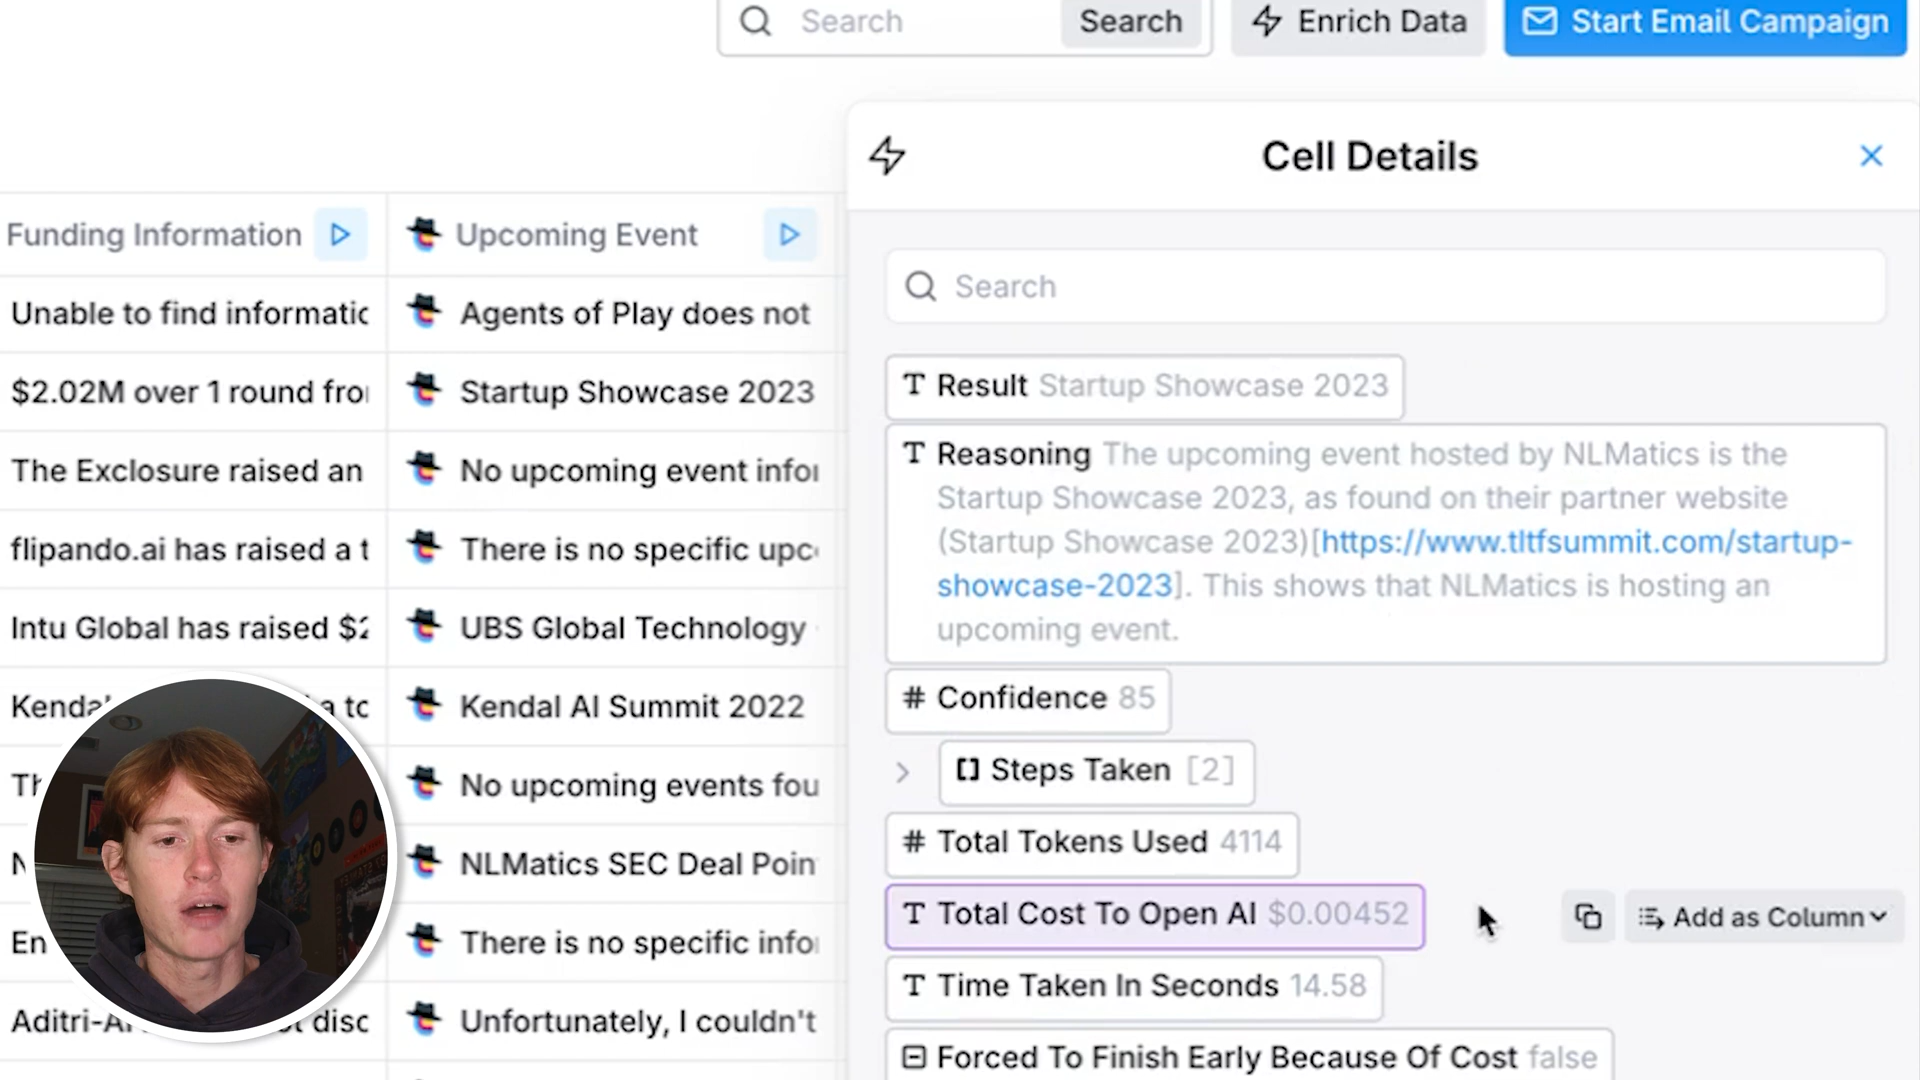 Search
Search
Enrich Data
Start Email Campaign
Cell Details
Funding Information
Upcoming Event
Search
Unable to find informatic
Agents of Play does not
$2.02M over 1 round fro
Startup Showcase 2023
The Exclosure raised an
No upcoming event infor
flipando.ai has raised a t
There is no specific upc
Intu Global has raised $2
UBS Global Technology
Kenda
a to
Kendal AI Summit 2022
Th
No upcoming events fou
N
NLMatics SEC Deal Poin
En
There is no specific info
Aditri-A
t disc
Unfortunately, I couldn't
T Result Startup Showcase 2023
T Reasoning The upcoming event hosted by NLMatics is the
Startup Showcase 2023, as found on their partner website
(Startup Showcase 2023)[https://www.tltfsummit.com/startup-
showcase-2023]. This shows that NLMatics is hosting an
upcoming event.
# Confidence 85
[] Steps Taken [2]
# Total Tokens Used 4114
T Total Cost To Open AI $0.00452
Add as Column
T Time Taken In Seconds 14.58
Forced To Finish Early Because Of Cost false